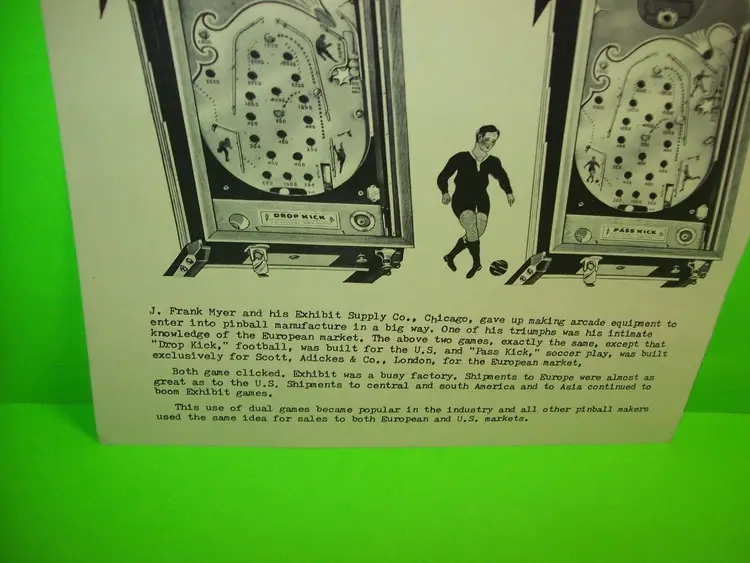 DROP KICK
PASS KICK
J. Frank Myer and his Exhibit Supply Co., Chicago, gave up making arcade equipment to
enter into pinball manufacture in a big way. One of his triumphs was his intimate
knowledge of the European market. The above two games, exactly the same, except that
"Drop Kick," football, was built for the U.S. and "Pass Kick," soccer play, was built
exclusively for Scott, Adickes & Co., London, for the European market,
Both game clicked. Exhibit was a busy factory. Shipments to Europe were almost as
great as to the U.S. Shipments to central and south America and to Asia continued to
boom Exhibit games.
This use of dual games became popular in the industry and all other pinball makers
used the same idea for sales to both European and U.S. markets.